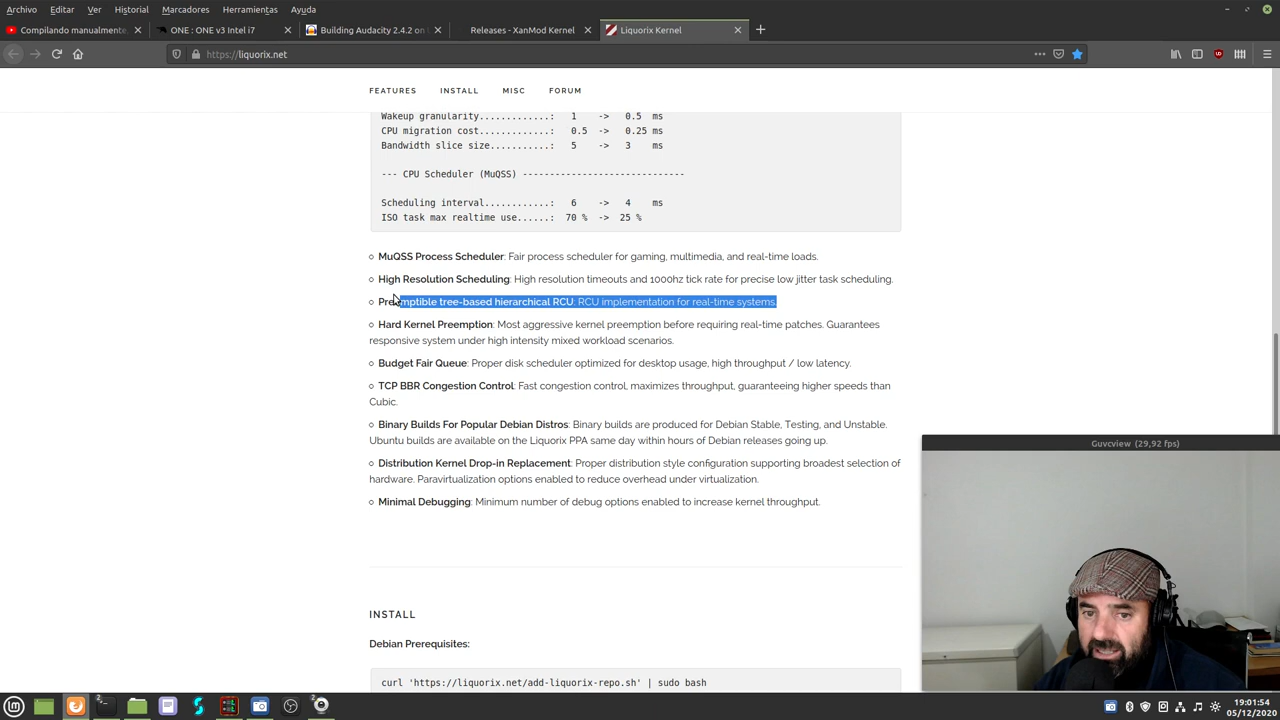 Archivo Editar Ver Historial Marcadores Herramientas Ayuda
Compilando manualmente.
ONE : ONE v3 Intel i7
Building Audacity 2.4.2 on
Releases - XanMod Kernel
Liquorix Kernel
https://liquorix.net
FEATURES INSTALL MISC FORUM
Wakeup granularity............: 1 -> 0.5 ms
CPU migration cost............: 0.5 -> 0.25 ms
Bandwidth slice size..........: 5 -> 3 ms
--- CPU Scheduler (MuQSS) ------------------------------
Scheduling interval...........: 6 -> 4 ms
ISO task max realtime use......: 70 % -> 25 %
MuQSS Process Scheduler: Fair process scheduler for gaming, multimedia, and real-time loads.
High Resolution Scheduling: High resolution timeouts and 1000hz tick rate for precise low jitter task scheduling.
Preemptible tree-based hierarchical RCU: RCU implementation for real-time systems.
Hard Kernel Preemption: Most aggressive kernel preemption before requiring real-time patches. Guarantees
responsive system under high intensity mixed workload scenarios.
Budget Fair Queue: Proper disk scheduler optimized for desktop usage, high throughput / low latency.
TCP BBR Congestion Control: Fast congestion control, maximizes throughput, guaranteeing higher speeds than
Cubic.
Binary Builds For Popular Debian Distros: Binary builds are produced for Debian Stable, Testing, and Unstable.
Ubuntu builds are available on the Liquorix PPA same day within hours of Debian releases going up.
Distribution Kernel Drop-in Replacement: Proper distribution style configuration supporting broadest selection of
hardware. Paravirtualization options enabled to reduce overhead under virtualization.
Minimal Debugging: Minimum number of debug options enabled to increase kernel throughput.
Guvcview (29,92 fps)
INSTALL
Debian Prerequisites:
curl 'https://liquorix.net/add-liquorix-repo.sh' | sudo bash
19:01:54
05/12/2020